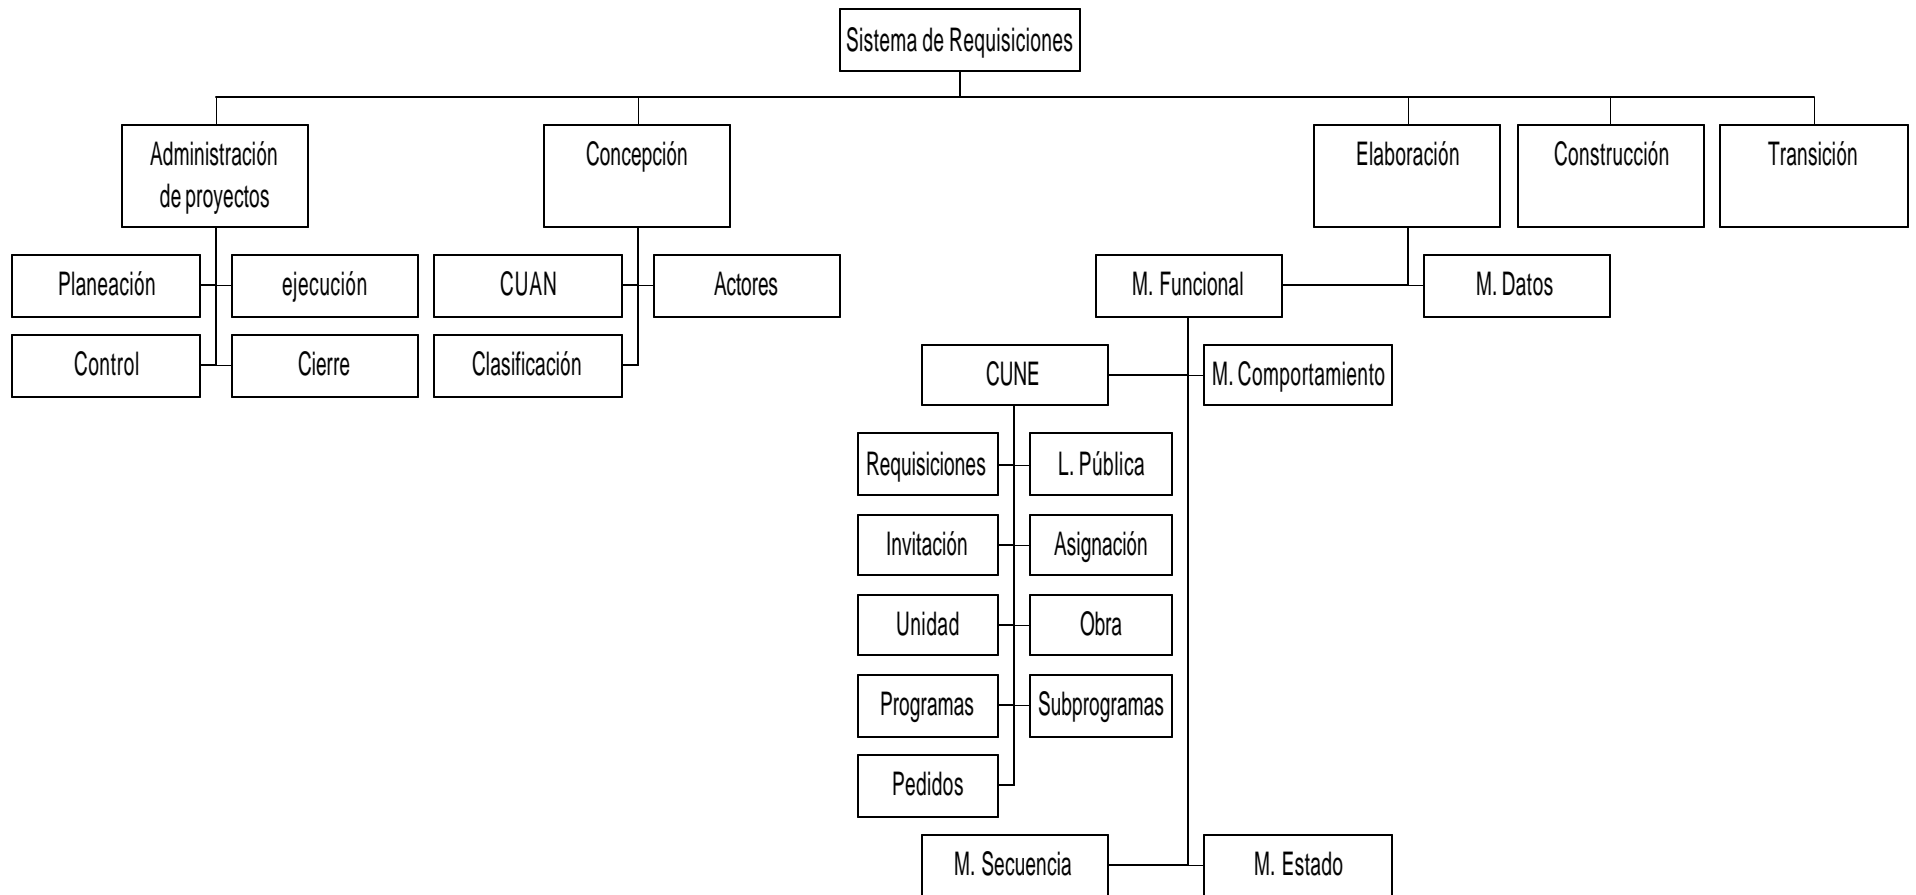 Sistema de Requisiciones
Administración
de proyectos
Concepción
Elaboración
Construcción
Transición
Planeación
ejecución
CUAN
Actores
M. Funcional
M. Datos
Control
Cierre
Clasificación
CUNE
M. Comportamiento
Requisiciones
L. Pública
Invitación
Asignación
Unidad
Obra
Programas
Subprogramas
Pedidos
M. Secuencia
M. Estado